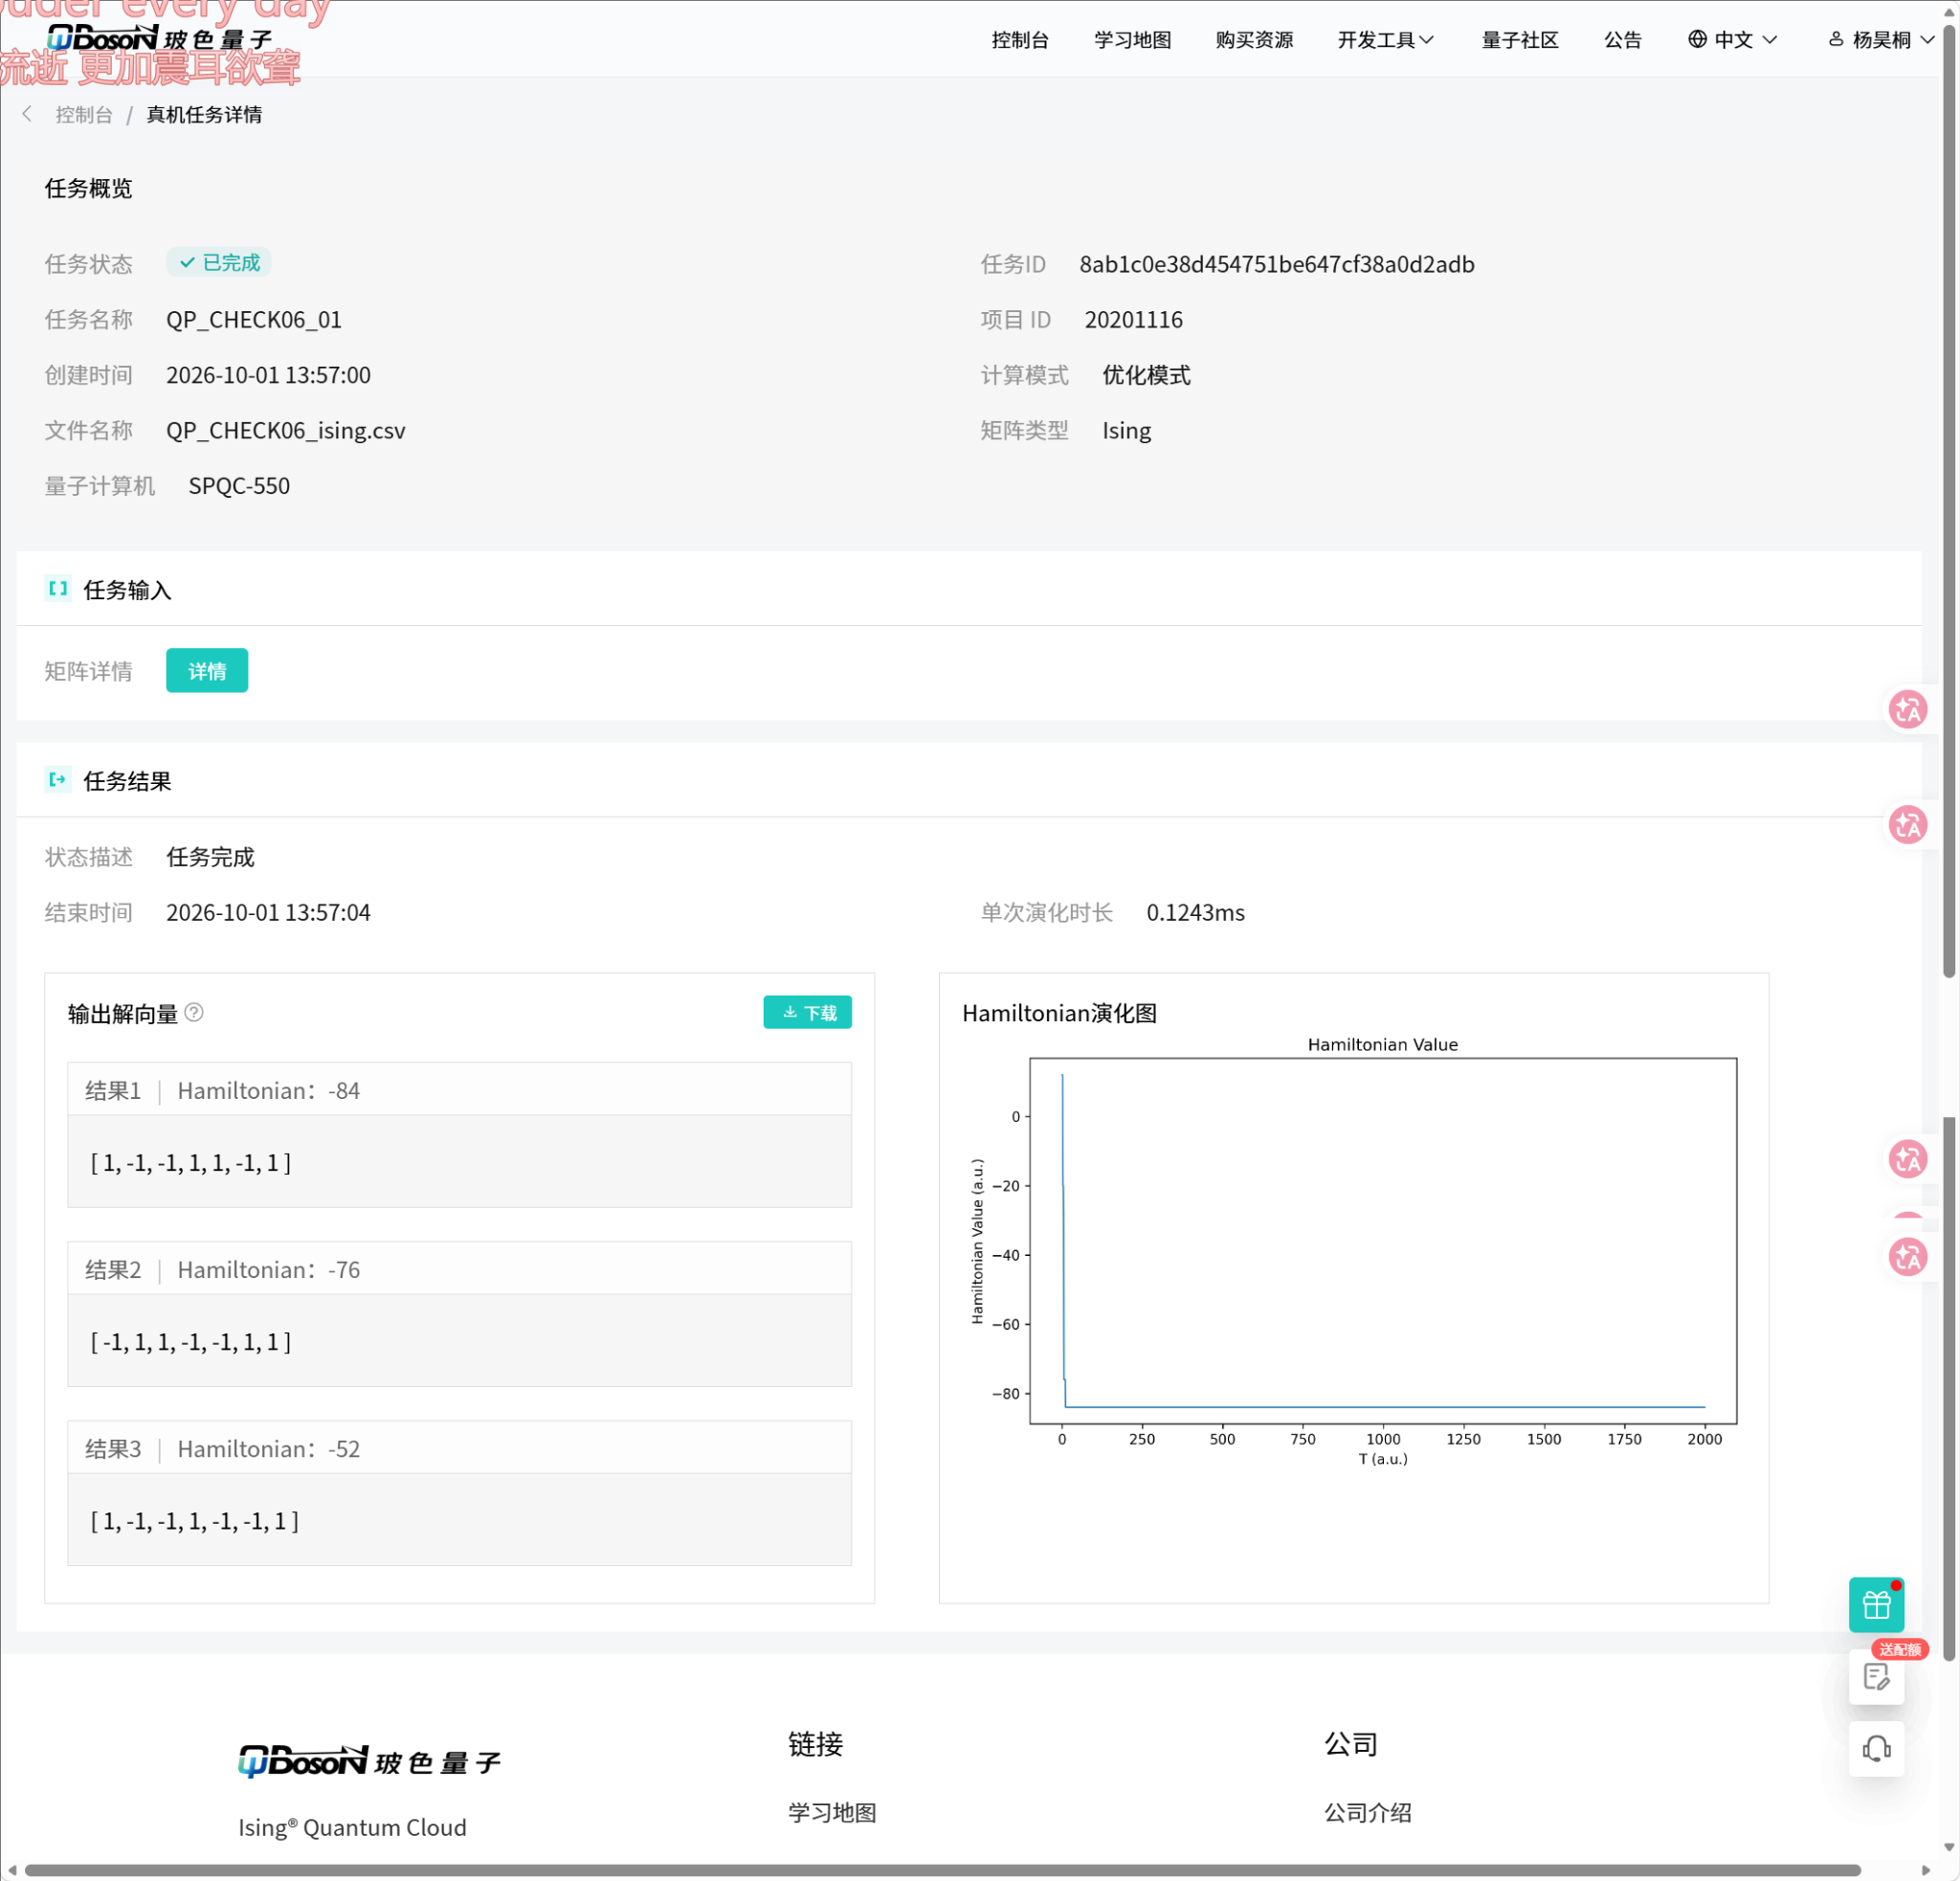 ouder every day
QBoson 玻色量子
流逝 更加震耳欲聋
控制台 学习地图 购买资源 开发工具 量子社区 公告 中文 杨昊桐
控制台 / 真机任务详情
任务概览
任务状态 已完成 任务ID 8ab1c0e38d454751be647cf38a0d2adb
任务名称 QP_CHECK06_01 项目 ID 20201116
创建时间 2026-10-01 13:57:00 计算模式 优化模式
文件名称 QP_CHECK06_ising.csv 矩阵类型 Ising
量子计算机 SPQC-550
任务输入
矩阵详情 详情
任务结果
状态描述 任务完成
结束时间 2026-10-01 13:57:04 单次演化时长 0.1243ms
输出解向量 ? 下载
结果1 | Hamiltonian：-84
[ 1, -1, -1, 1, 1, -1, 1 ]
结果2 | Hamiltonian：-76
[ -1, 1, 1, -1, -1, 1, 1 ]
结果3 | Hamiltonian：-52
[ 1, -1, -1, 1, -1, -1, 1 ]
Hamiltonian演化图
Hamiltonian Value
Hamiltonian Value (a.u.)
0
−20
−40
−60
−80
0 250 500 750 1000 1250 1500 1750 2000
T (a.u.)
送配额
QBoson 玻色量子
Ising® Quantum Cloud
链接
学习地图
公司
公司介绍